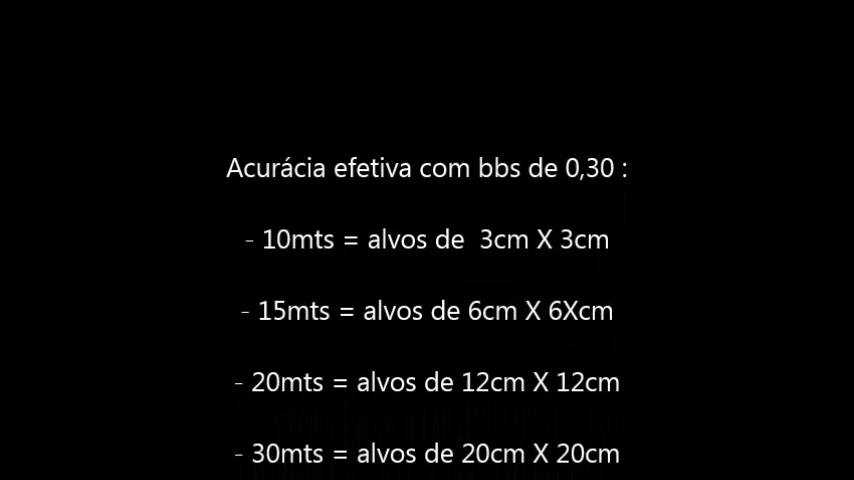 Acurácia efetiva com bbs de 0,30 :
- 10mts = alvos de  3cm X 3cm
- 15mts = alvos de 6cm X 6Xcm
- 20mts = alvos de 12cm X 12cm
- 30mts = alvos de 20cm X 20cm